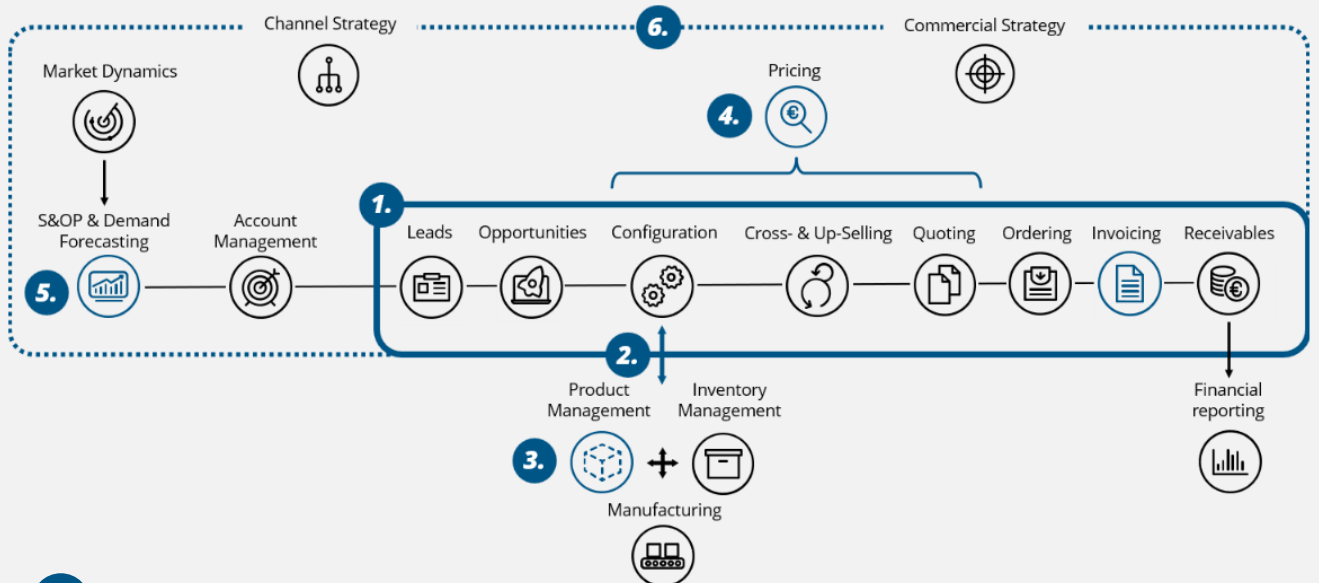 Channel Strategy
6.
Commercial Strategy
Market Dynamics
Pricing
4.
€
1.
S&OP & Demand
Forecasting
Account
Management
Leads
Opportunities
Configuration
Cross- & Up-Selling
Quoting
Ordering
Invoicing
Receivables
5.
€
2.
Product
Management
Inventory
Management
Financial
reporting
3.
Manufacturing